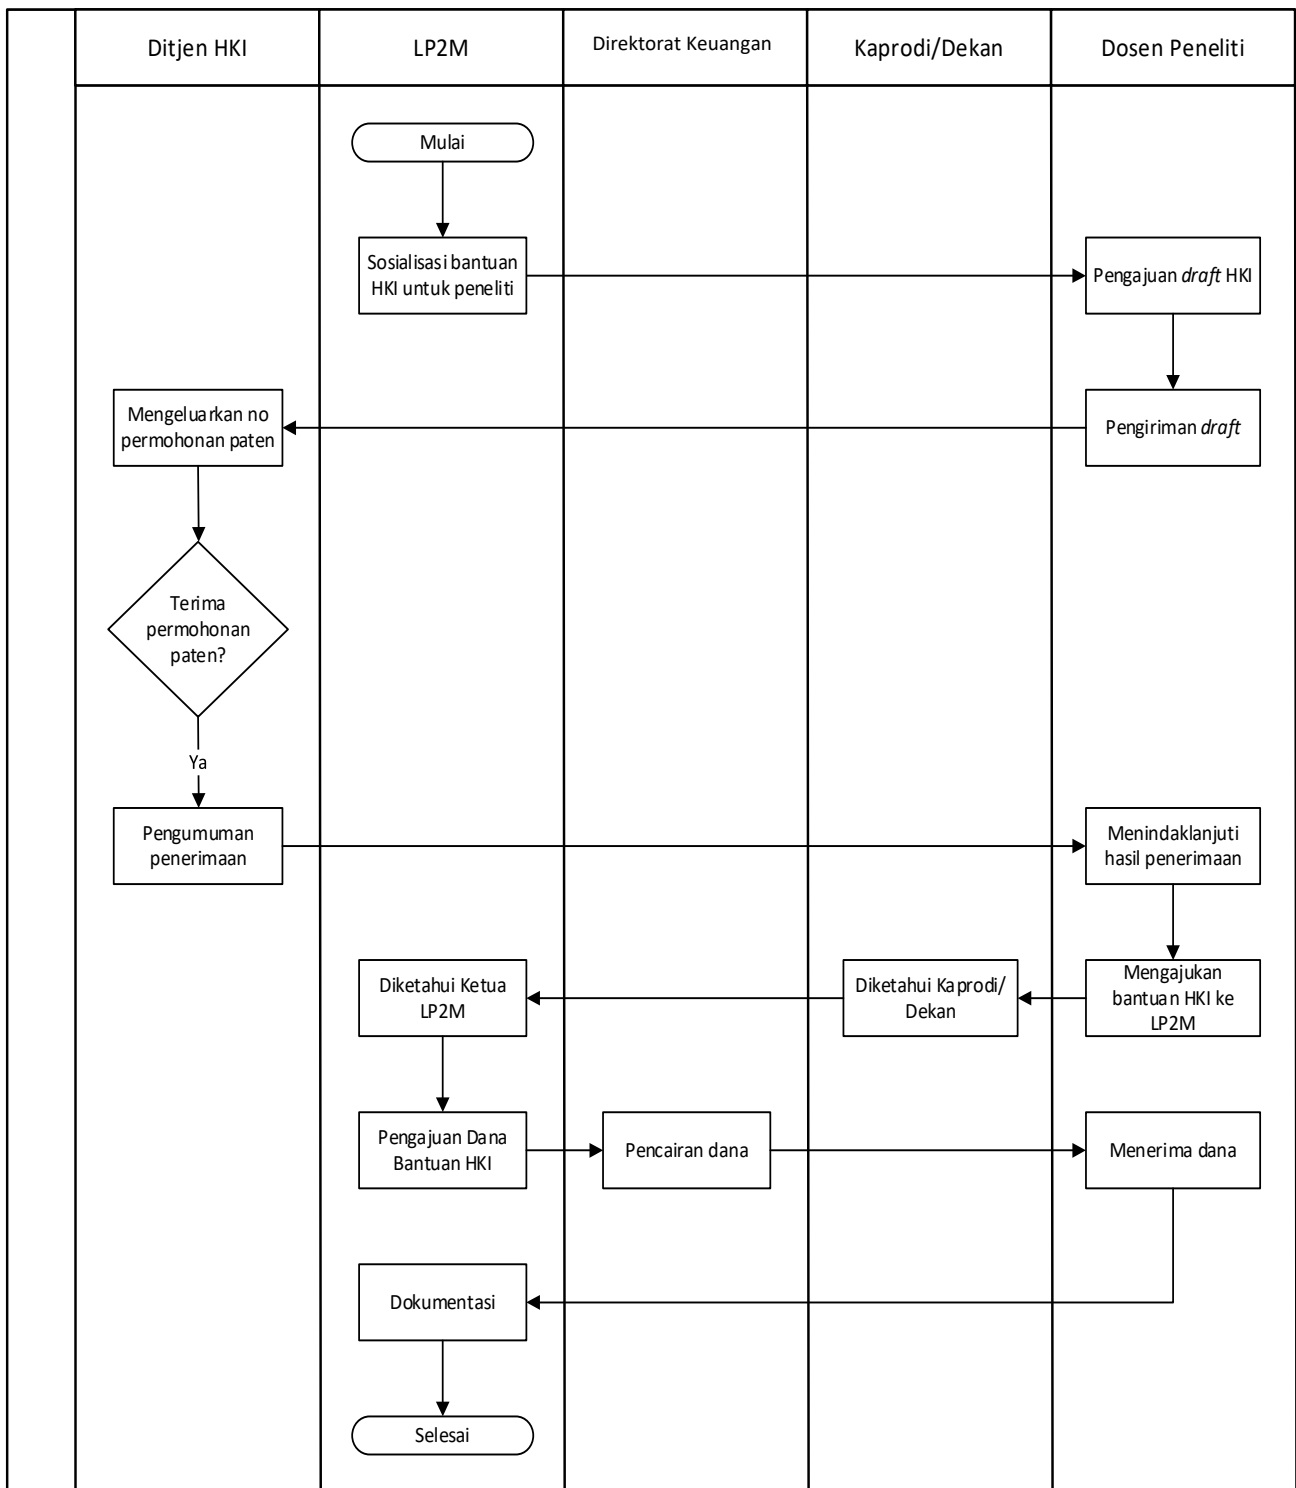 Ditjen HKI
LP2M
Direktorat Keuangan
Kaprodi/Dekan
Dosen Peneliti
Mulai
Sosialisasi bantuan
HKI untuk peneliti
Pengajuan draft HKI
Mengeluarkan no
permohonan paten
Pengiriman draft
Terima
permohonan
paten?
Ya
Pengumuman
penerimaan
Menindaklanjuti
hasil penerimaan
Diketahui Ketua
LP2M
Diketahui Kaprodi/
Dekan
Mengajukan
bantuan HKI ke
LP2M
Pengajuan Dana
Bantuan HKI
Pencairan dana
Menerima dana
Dokumentasi
Selesai